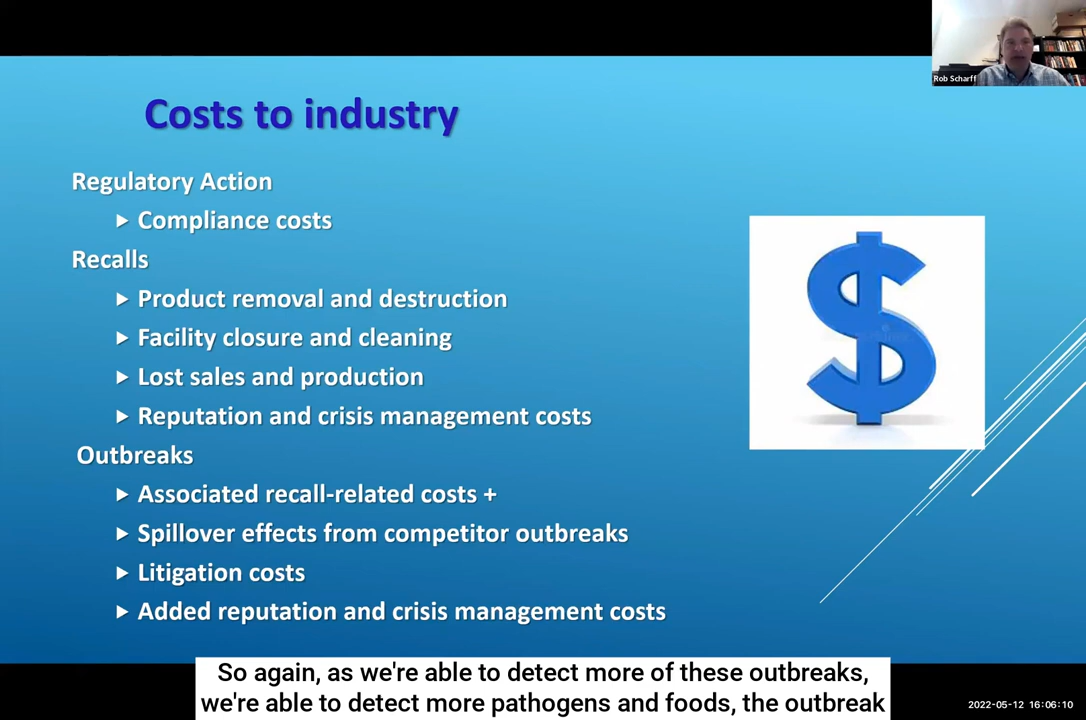 Rob Scharff
Costs to industry
Regulatory Action
Compliance costs
Recalls
Product removal and destruction
Facility closure and cleaning
Lost sales and production
Reputation and crisis management costs
Outbreaks
Associated recall-related costs +
Spillover effects from competitor outbreaks
Litigation costs
Added reputation and crisis management costs
So again, as we're able to detect more of these outbreaks,
we're able to detect more pathogens and foods, the outbreak
2022-05-12 16:06:10